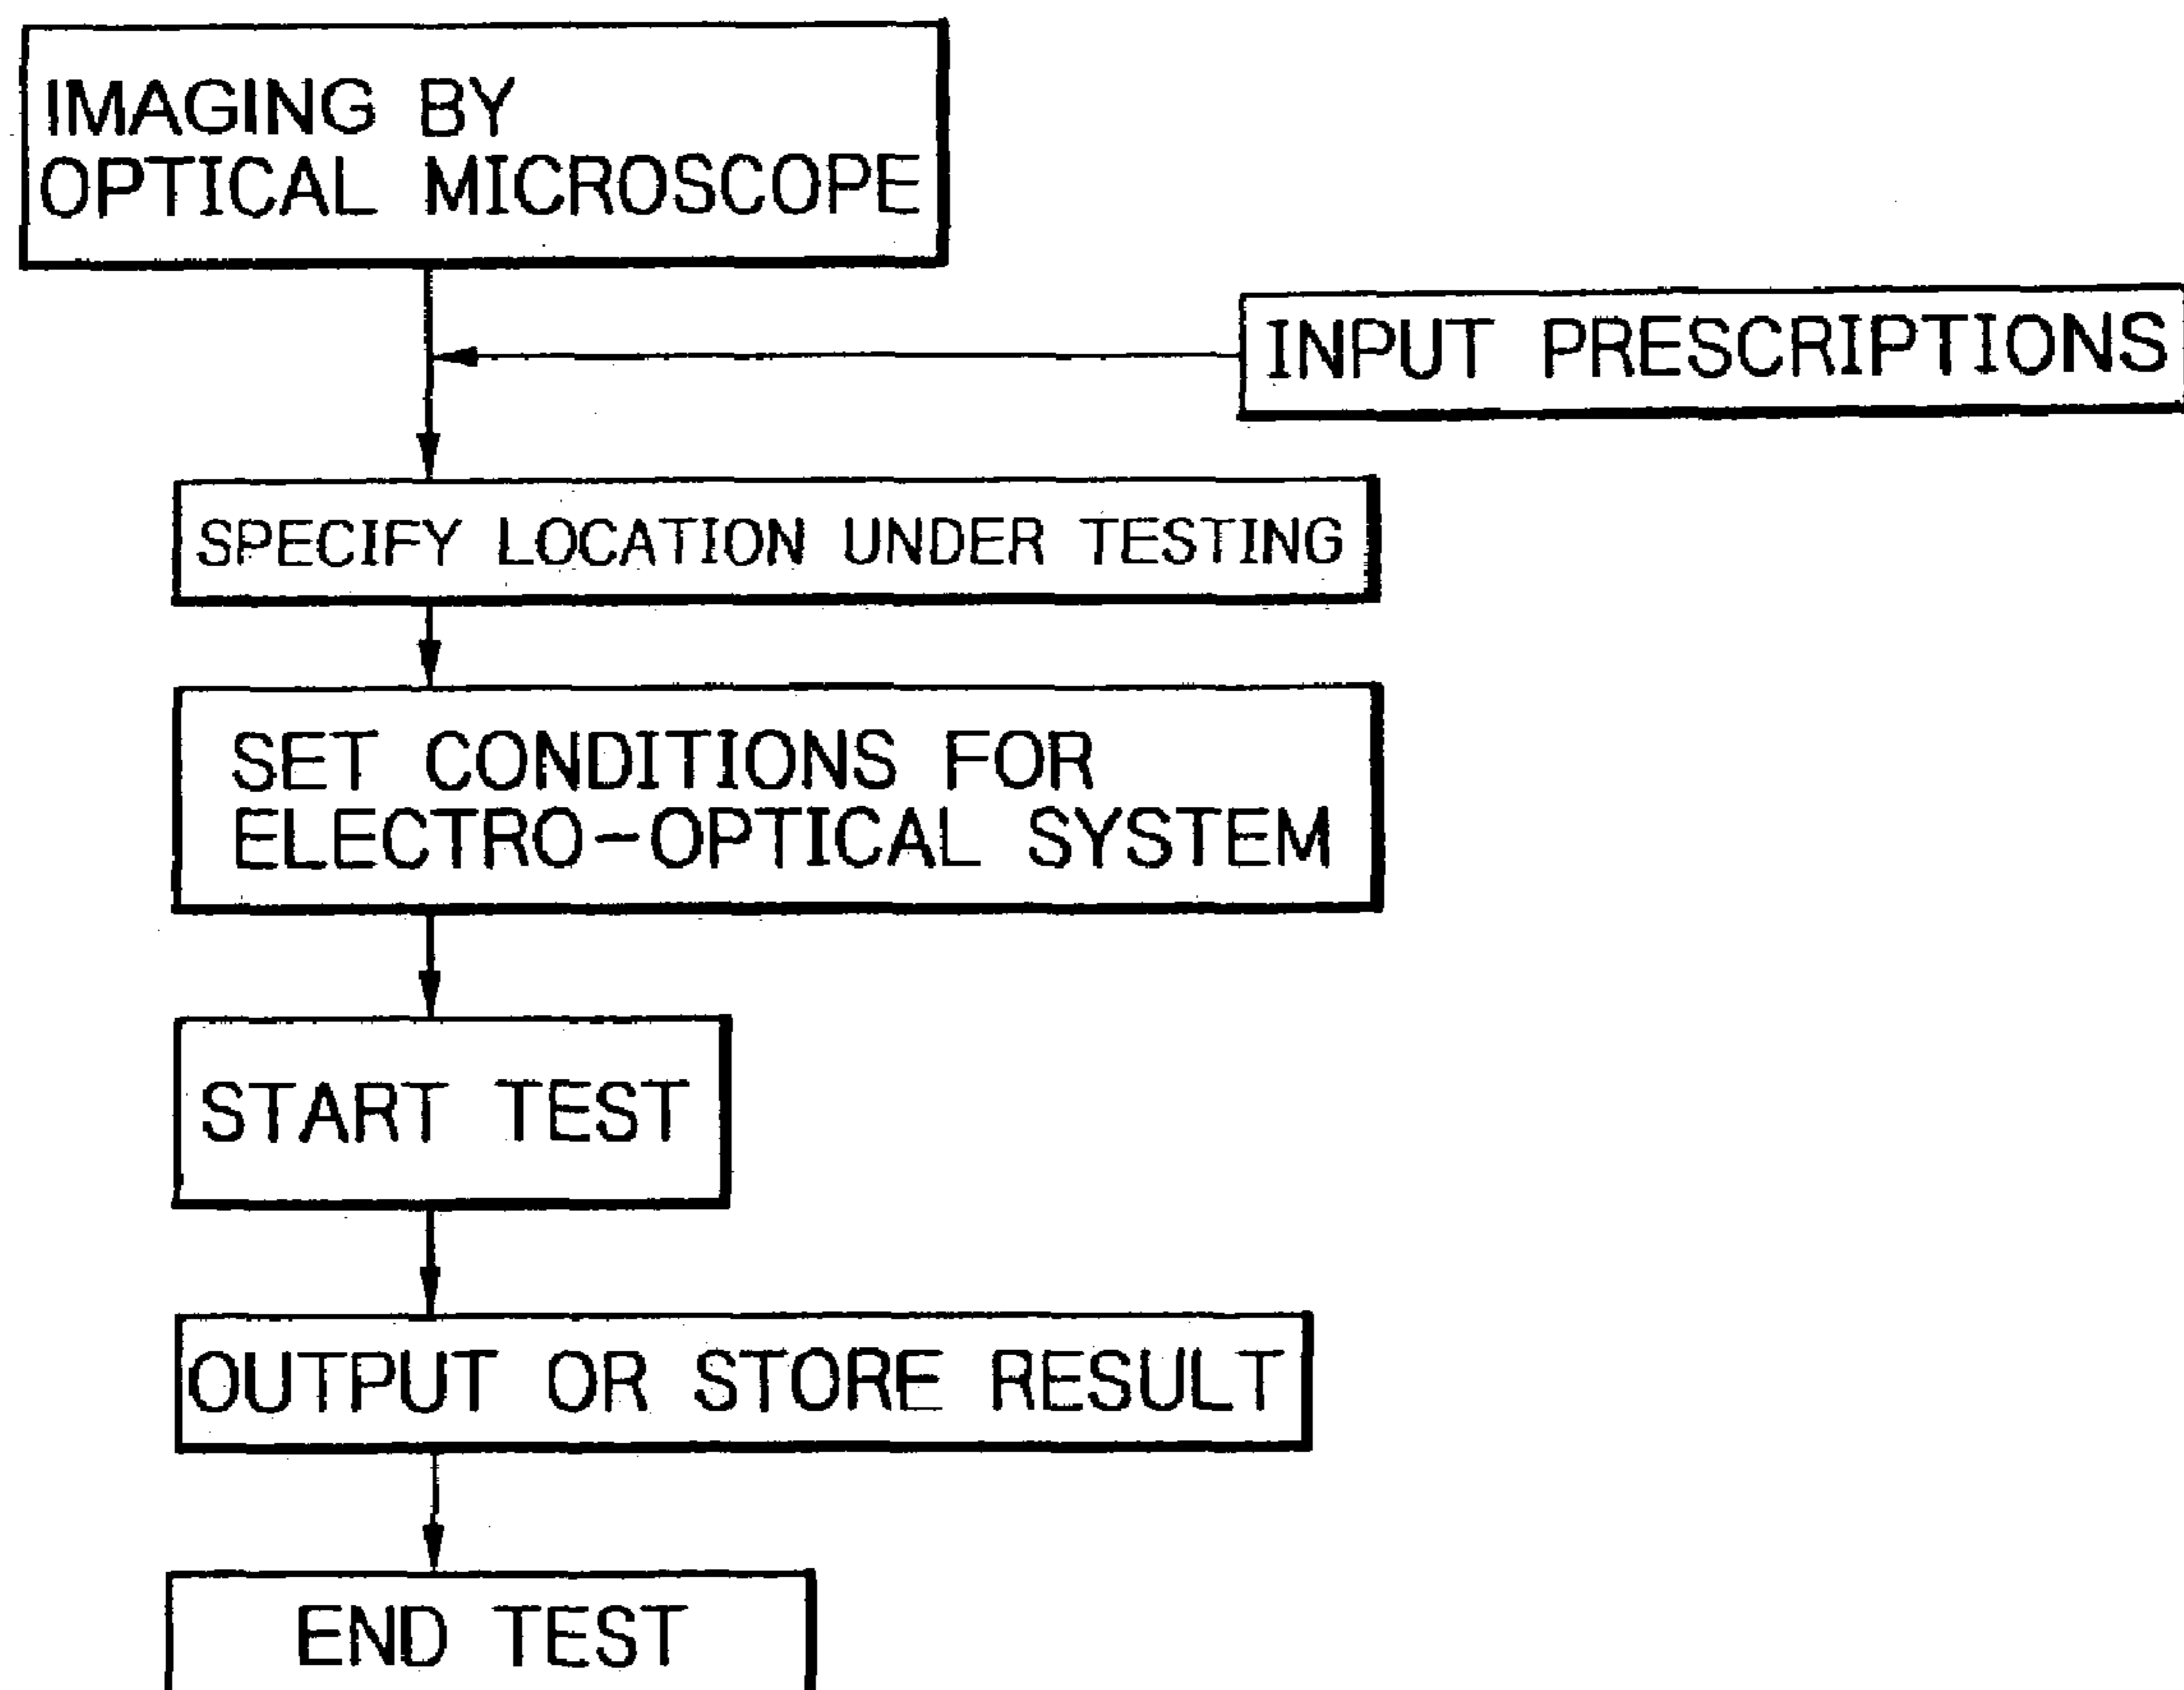 IMAGING BY
OPTICAL MICROSCOPE
INPUT PRESCRIPTIONS
SPECIFY LOCATION UNDER TESTING
SET CONDITIONS FOR
ELECTRO-OPTICAL SYSTEM
START TEST
OUTPUT OR STORE RESULT
END TEST